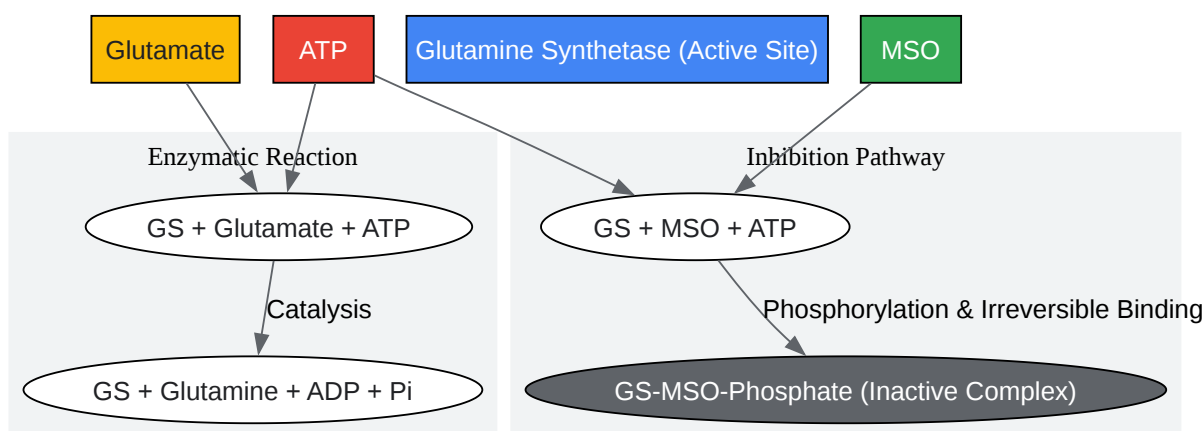 Glutamate
ATP
Glutamine Synthetase (Active Site)
MSO
Enzymatic Reaction
Inhibition Pathway
GS + Glutamate + ATP
GS + MSO + ATP
Catalysis
Phosphorylation & Irreversible Binding
GS + Glutamine + ADP + Pi
GS-MSO-Phosphate (Inactive Complex)